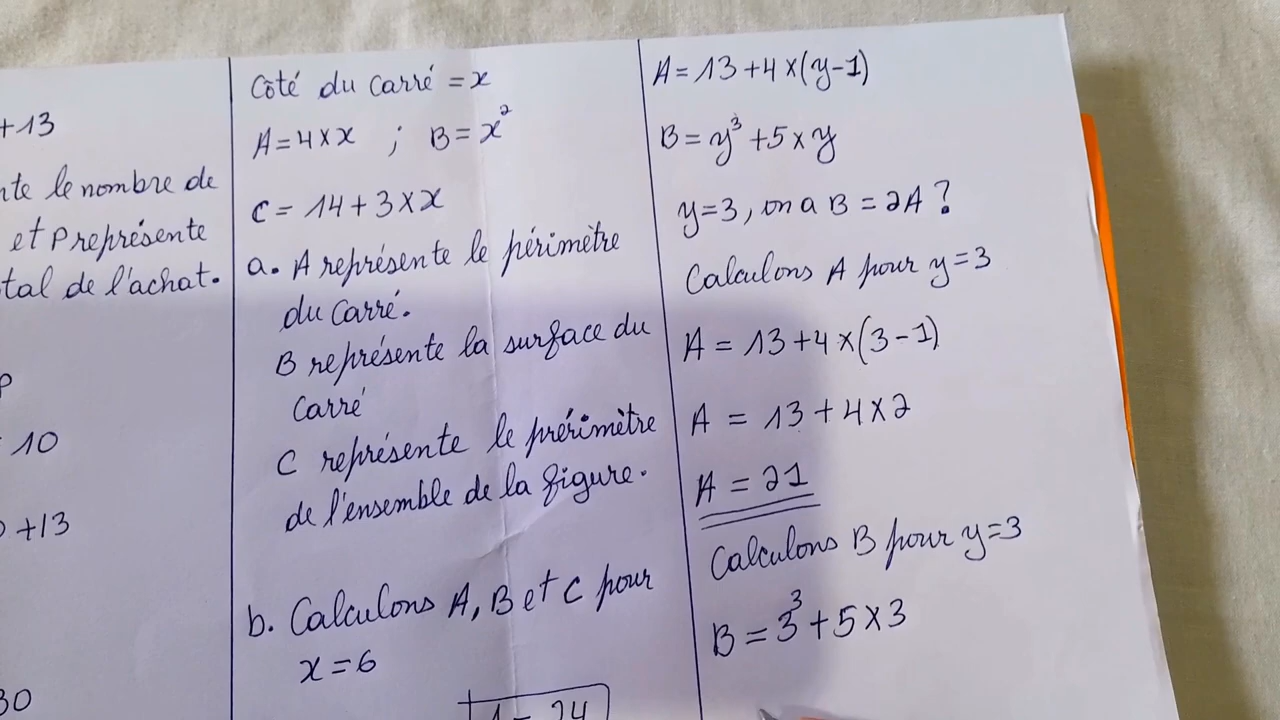 +13
nte le nombre de
et P représente
tal de l'achat.
P
10
+13
30
Côté du Carré = x
A = 4 × x ; B = x²
C = 14 + 3 × x
a. A représente le périmètre
du Carré.
B représente la surface du
Carré
C représente le prérimètre
de l'ensemble de la figure.
b. Calculons A, B et C pour
x = 6
A = 24
A = 13 + 4 × (y - 1)
B = y³ + 5 × y
y = 3, on a B = 2A ?
Calculons A pour y = 3
A = 13 + 4 × (3 - 1)
A = 13 + 4 × 2
A = 21
Calculons B pour y = 3
B = 3³ + 5 × 3